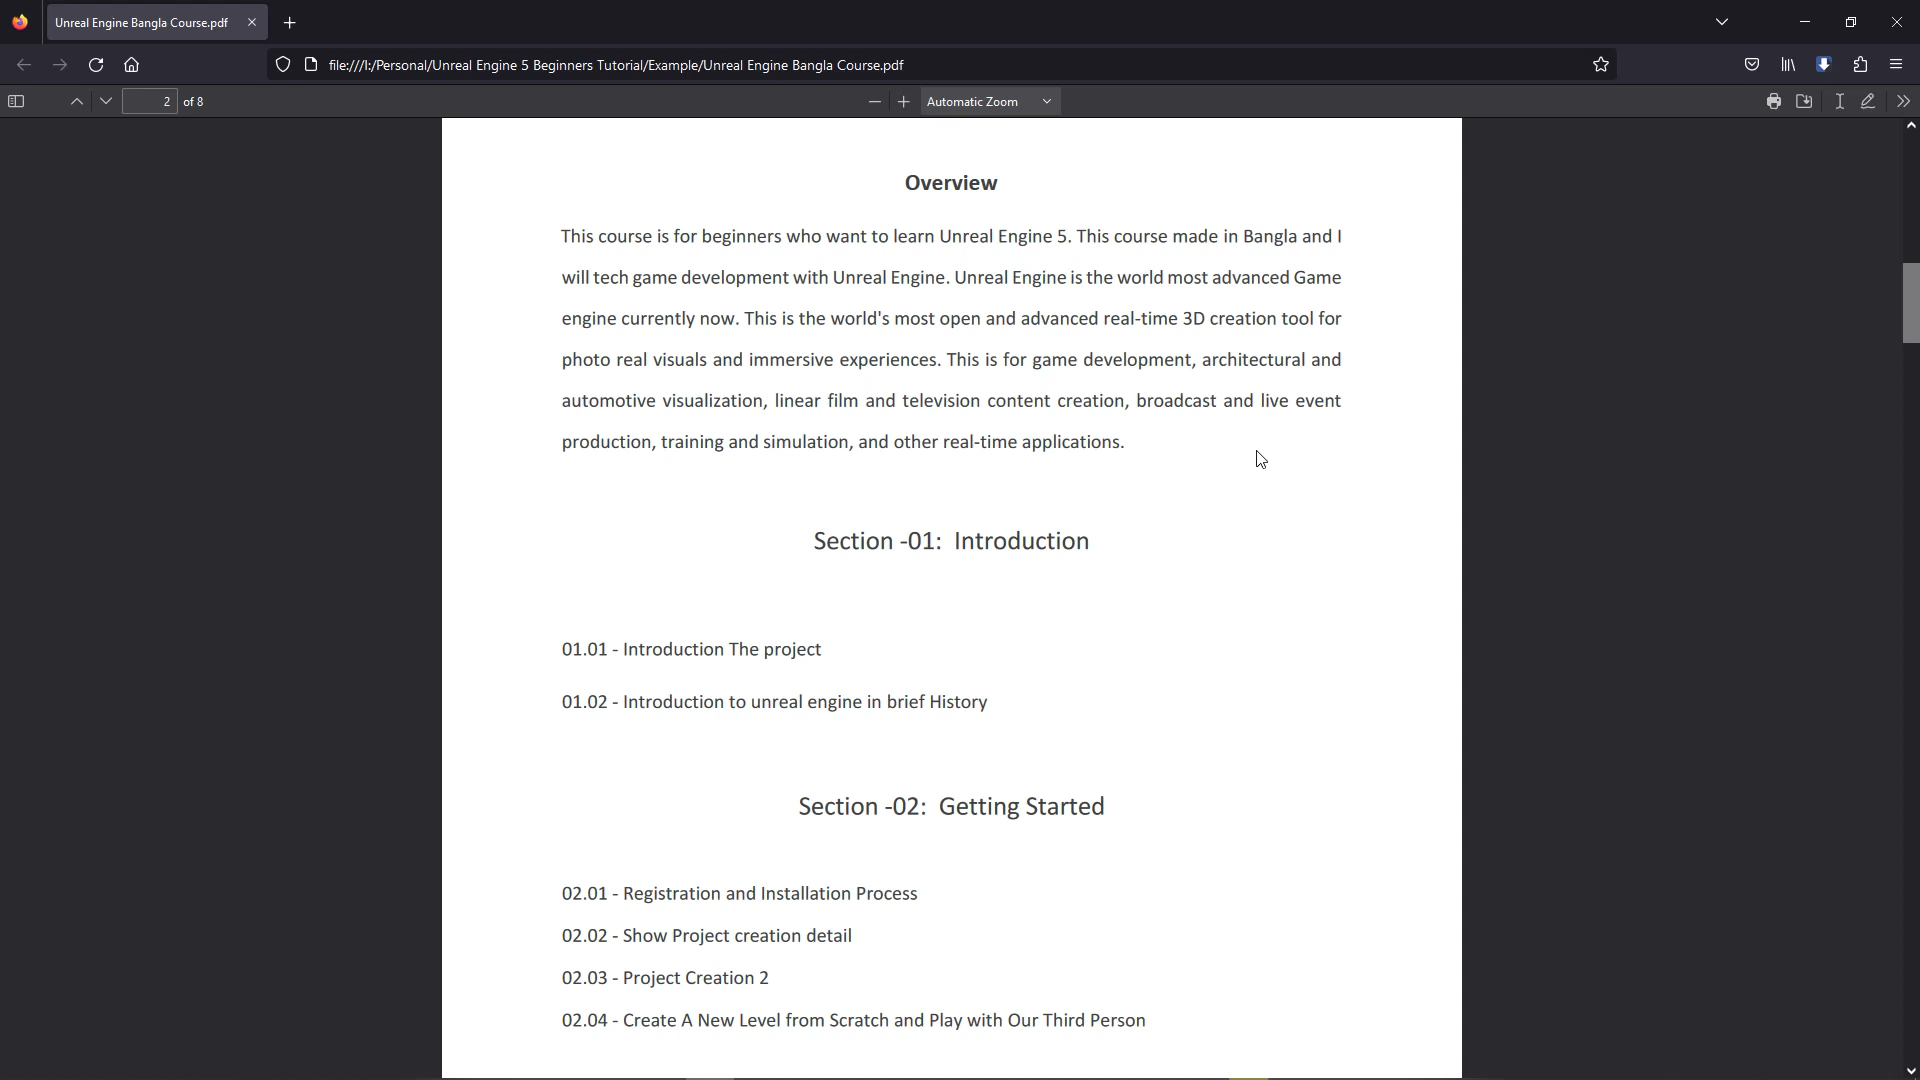 Unreal Engine Bangla Course.pdf
file:///I:/Personal/Unreal Engine 5 Beginners Tutorial/Example/Unreal Engine Bangla Course.pdf
2 of 8
Automatic Zoom
Overview
This course is for beginners who want to learn Unreal Engine 5. This course made in Bangla and I
will tech game development with Unreal Engine. Unreal Engine is the world most advanced Game
engine currently now. This is the world's most open and advanced real-time 3D creation tool for
photo real visuals and immersive experiences. This is for game development, architectural and
automotive visualization, linear film and television content creation, broadcast and live event
production, training and simulation, and other real-time applications.
Section -01:  Introduction
01.01 - Introduction The project
01.02 - Introduction to unreal engine in brief History
Section -02:  Getting Started
02.01 - Registration and Installation Process
02.02 - Show Project creation detail
02.03 - Project Creation 2
02.04 - Create A New Level from Scratch and Play with Our Third Person